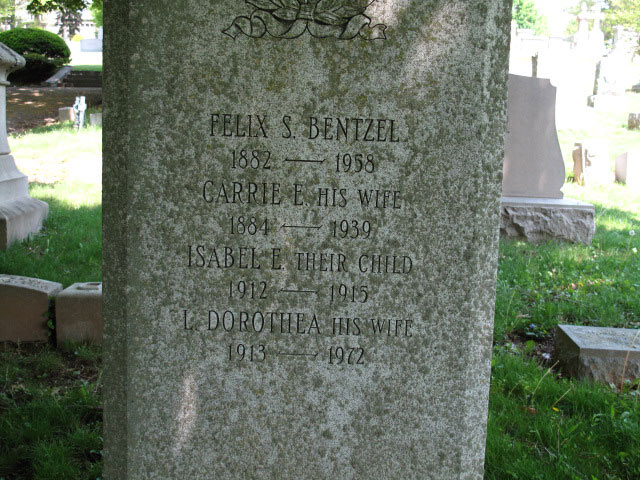 FELIX S. BENTZEL
1882 — 1958
CARRIE E. HIS WIFE
1884 — 1939
ISABEL E. THEIR CHILD
1912 — 1915
L. DOROTHEA HIS WIFE
1913 — 1972